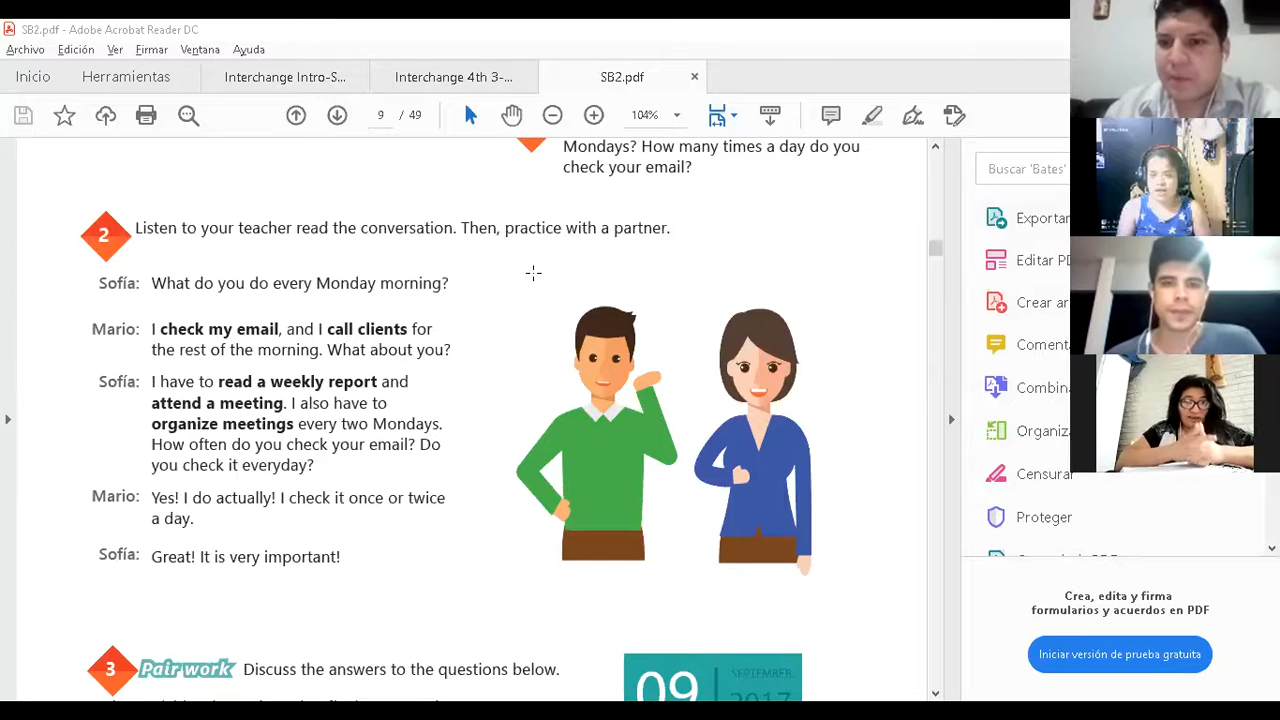 SB2.pdf - Adobe Acrobat Reader DC
Archivo Edición Ver Firmar Ventana Ayuda
Inicio Herramientas Interchange Intro-S... Interchange 4th 3-... SB2.pdf ×
9 / 49 104%
Mondays? How many times a day do you
check your email?
2 Listen to your teacher read the conversation. Then, practice with a partner.
Sofía: What do you do every Monday morning?
Mario: I check my email, and I call clients for
the rest of the morning. What about you?
Sofía: I have to read a weekly report and
attend a meeting. I also have to
organize meetings every two Mondays.
How often do you check your email? Do
you check it everyday?
Mario: Yes! I do actually! I check it once or twice
a day.
Sofía: Great! It is very important!
3 Pair work Discuss the answers to the questions below.
09 SEPTEMBER
2017
Buscar 'Bates'
Exportar
Editar PD
Crear ar
Coment
Combin
Organiz
Censurar
Proteger
Crea, edita y firma
formularios y acuerdos en PDF
Iniciar versión de prueba gratuita